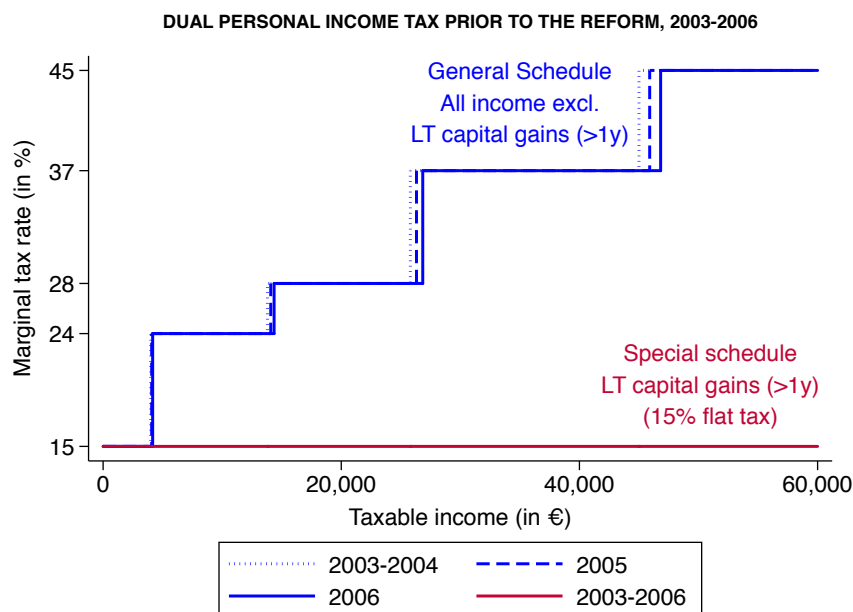 DUAL PERSONAL INCOME TAX PRIOR TO THE REFORM, 2003-2006
Marginal tax rate (in %)
45
37
28
24
15
General Schedule
All income excl.
LT capital gains (>1y)
Special schedule
LT capital gains (>1y)
(15% flat tax)
0 20,000 40,000 60,000
Taxable income (in €)
2003-2004 2005
2006 2003-2006